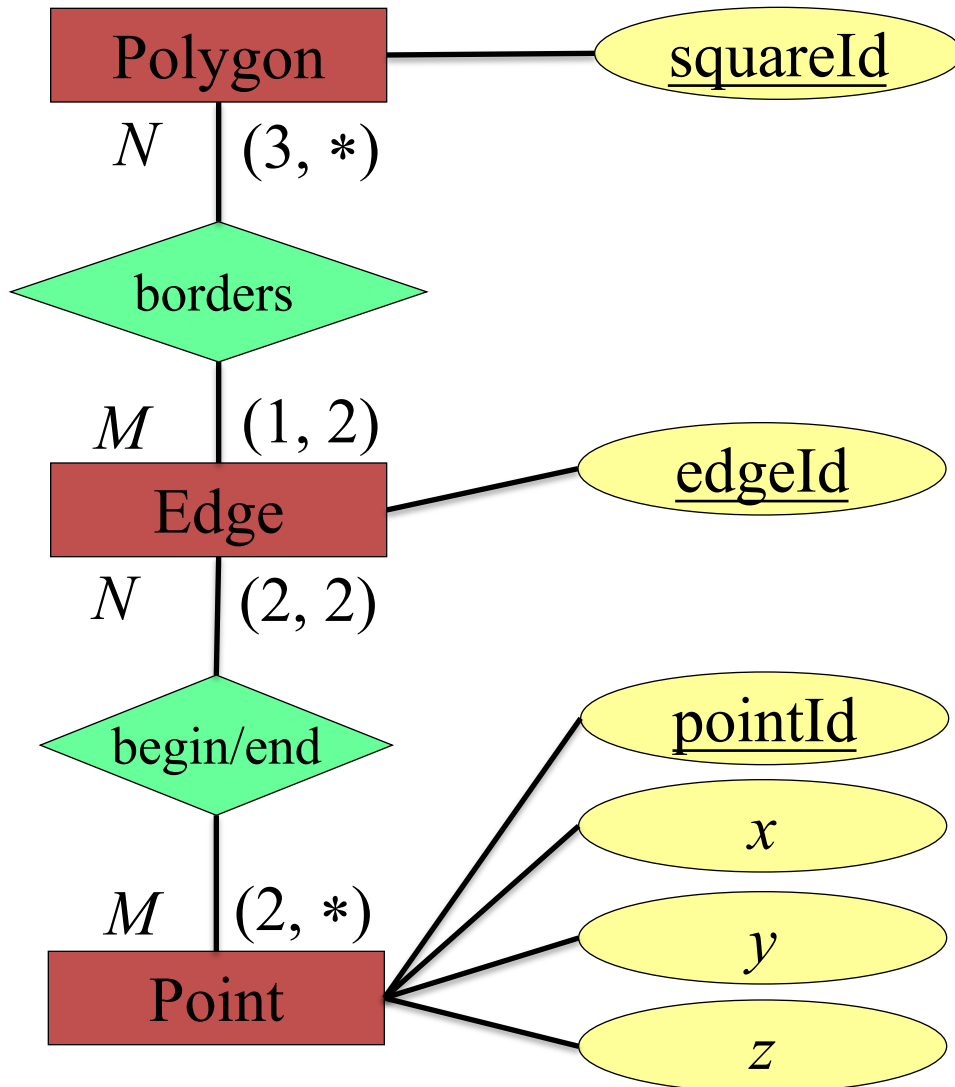 Polygon squareId
N (3, *)
borders
M (1, 2)
Edge edgeId
N (2, 2)
begin/end pointId
x
M (2, *) y
Point z